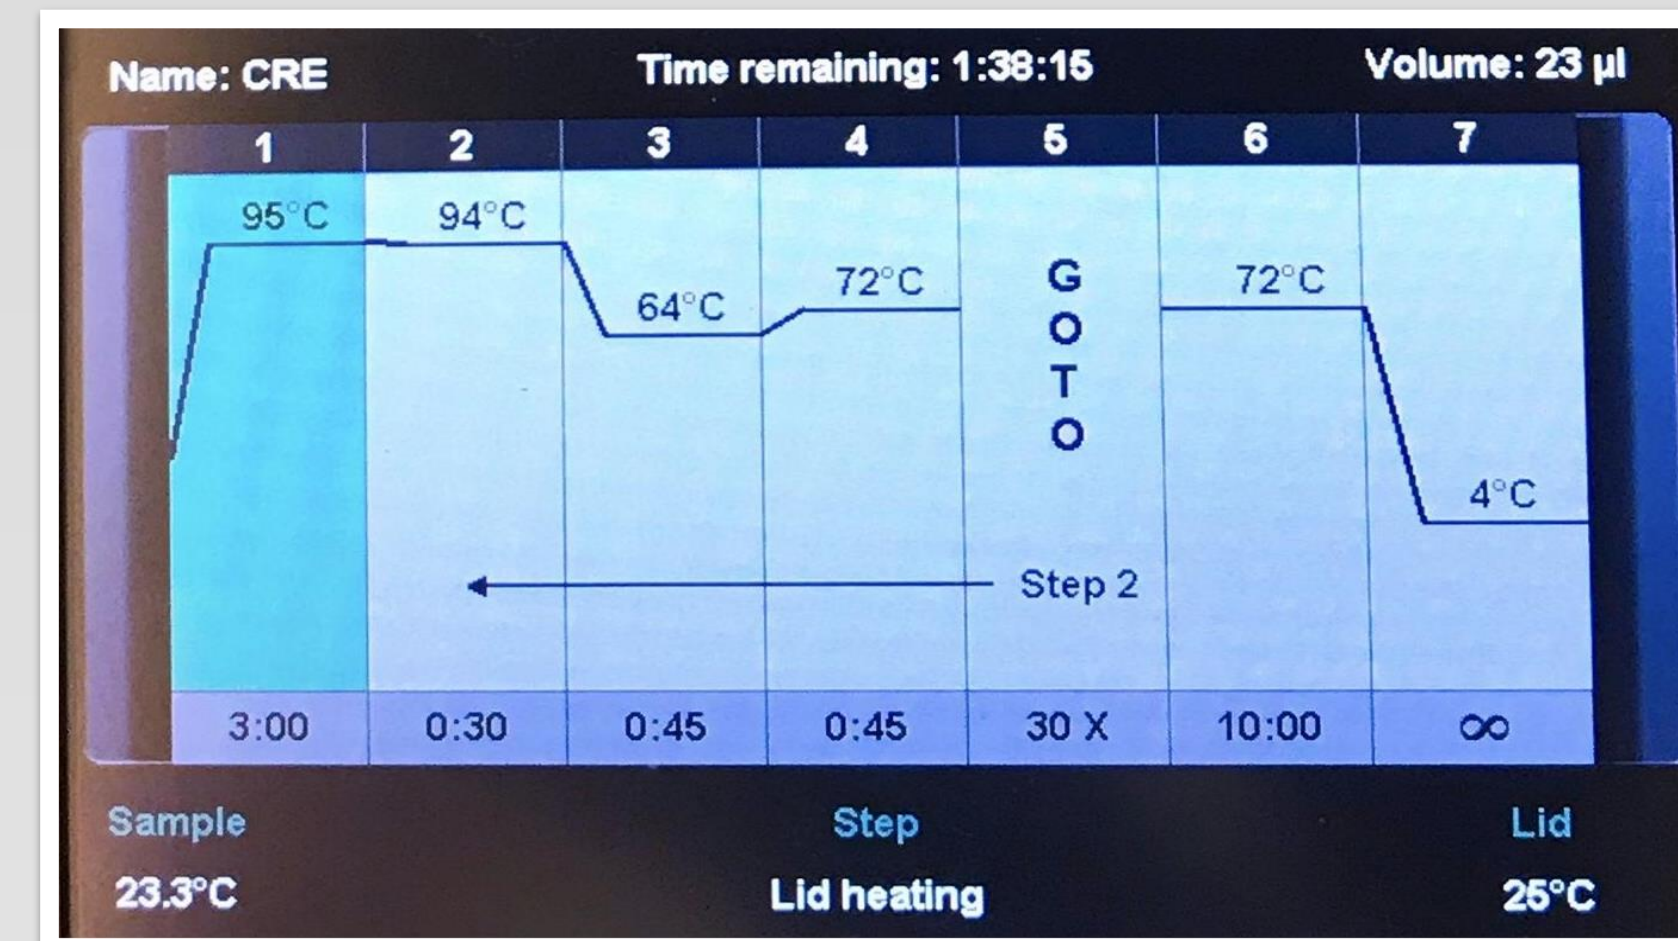 Name: CRE Time remaining: 1:38:15 Volume: 23 µl
1 2 3 4 5 6 7
95°C 94°C 64°C 72°C GOTO 72°C 4°C
Step 2
3:00 0:30 0:45 0:45 30 X 10:00 ∞
Sample Step Lid
23.3°C Lid heating 25°C